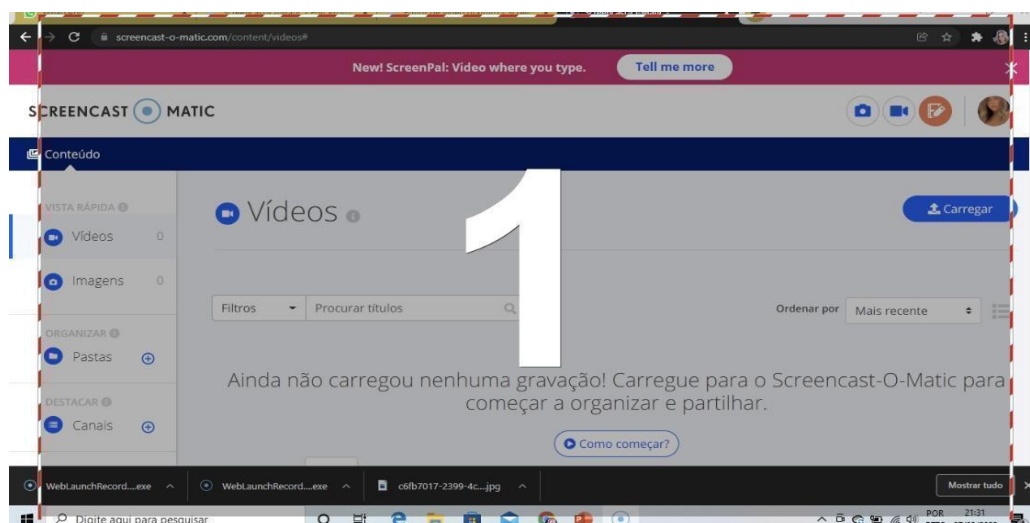 screencast-o-matic.com/content/videos#
New! ScreenPal: Video where you type. Tell me more
SCREENCAST MATIC
Conteúdo
VISTA RÁPIDA
Vídeos 0
Imagens 0
ORGANIZAR
Pastas
DESTACAR
Canais
Vídeos
Carregar
1
Filtros Procurar títulos Ordenar por Mais recente
Ainda não carregou nenhuma gravação! Carregue para o Screencast-O-Matic para
começar a organizar e partilhar.
Como começar?
WebLaunchRecord....exe WebLaunchRecord....exe c6fb7017-2399-4c....jpg Mostrar tudo
Digite aqui para pesquisar POR 21:31